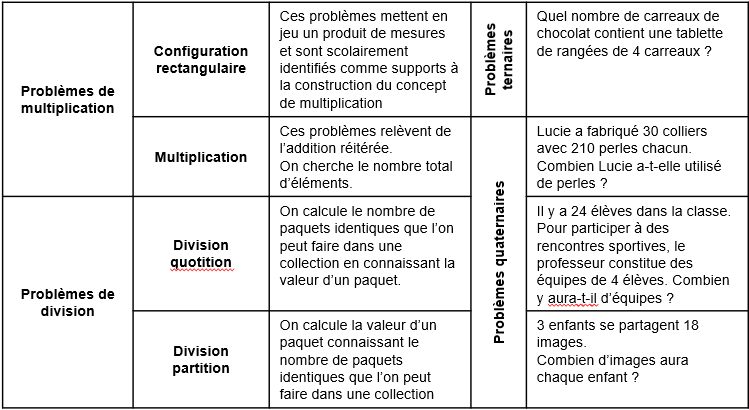 Problèmes de
multiplication
Configuration
rectangulaire
Ces problèmes mettent en
jeu un produit de mesures
et sont scolairement
identifiés comme supports à
la construction du concept
de multiplication
Problèmes
ternaires
Quel nombre de carreaux de
chocolat contient une tablette
de rangées de 4 carreaux ?
Multiplication
Ces problèmes relèvent de
l'addition réitérée.
On cherche le nombre total
d'éléments.
Problèmes quaternaires
Lucie a fabriqué 30 colliers
avec 210 perles chacun.
Combien Lucie a-t-elle utilisé
de perles ?
Problèmes de
division
Division
quotition
On calcule le nombre de
paquets identiques que l'on
peut faire dans une
collection en connaissant la
valeur d'un paquet.
Il y a 24 élèves dans la classe.
Pour participer à des
rencontres sportives, le
professeur constitue des
équipes de 4 élèves. Combien
y aura-t-il d'équipes ?
Division
partition
On calcule la valeur d'un
paquet connaissant le
nombre de paquets
identiques que l'on peut
faire dans une collection
3 enfants se partagent 18
images.
Combien d'images aura
chaque enfant ?